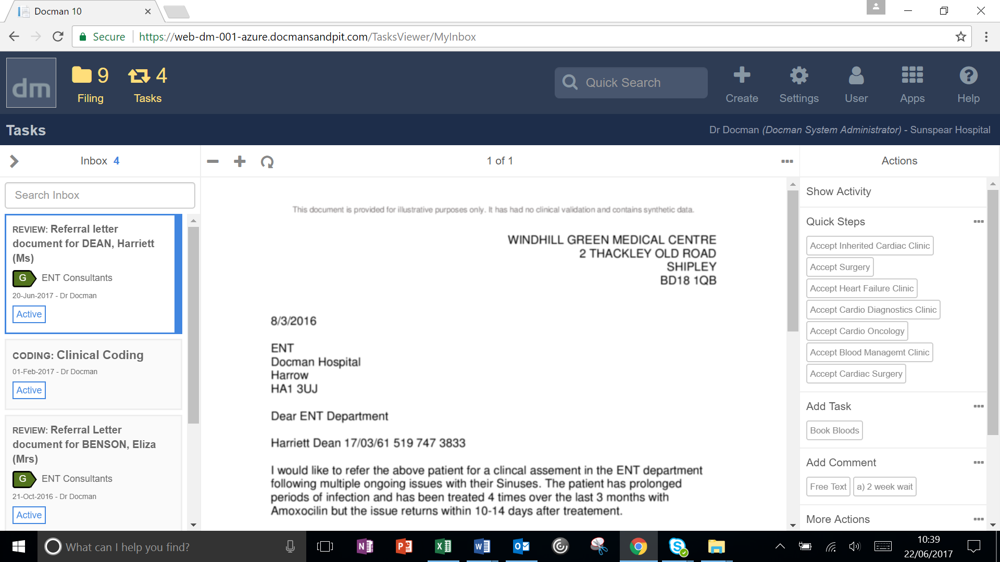 Docman 10
Secure
https://web-dm-001-azure.docmansandpit.com/TasksViewer/MyInbox
dm
9
Filing
4
Tasks
Quick Search
Create
Settings
User
Apps
Help
Tasks
Dr Docman (Docman System Administrator) - Sunspear Hospital
Inbox 4
1 of 1
Actions
Search Inbox
REVIEW: Referral letter
document for DEAN, Harriett
(Ms)
G ENT Consultants
20-Jun-2017 - Dr Docman
Active
CODING: Clinical Coding
01-Feb-2017 - Dr Docman
Active
REVIEW: Referral Letter
document for BENSON, Eliza
(Mrs)
G ENT Consultants
21-Oct-2016 - Dr Docman
Active
This document is provided for illustrative purposes only. It has had no clinical validation and contains synthetic data.
WINDHILL GREEN MEDICAL CENTRE
2 THACKLEY OLD ROAD
SHIPLEY
BD18 1QB
8/3/2016
ENT
Docman Hospital
Harrow
HA1 3UJ
Dear ENT Department
Harriett Dean 17/03/61 519 747 3833
I would like to refer the above patient for a clincal assement in the ENT department
following multiple ongoing issues with their Sinuses. The patient has prolonged
periods of infection and has been treated 4 times over the last 3 months with
Amoxocilin but the issue returns within 10-14 days after treatement.
Show Activity
Quick Steps
Accept Inherited Cardiac Clinic
Accept Surgery
Accept Heart Failure Clinic
Accept Cardio Diagnostics Clinic
Accept Cardio Oncology
Accept Blood Managemt Clinic
Accept Cardiac Surgery
Add Task
Book Bloods
Add Comment
Free Text
a) 2 week wait
More Actions
What can I help you find?
10:39
22/06/2017